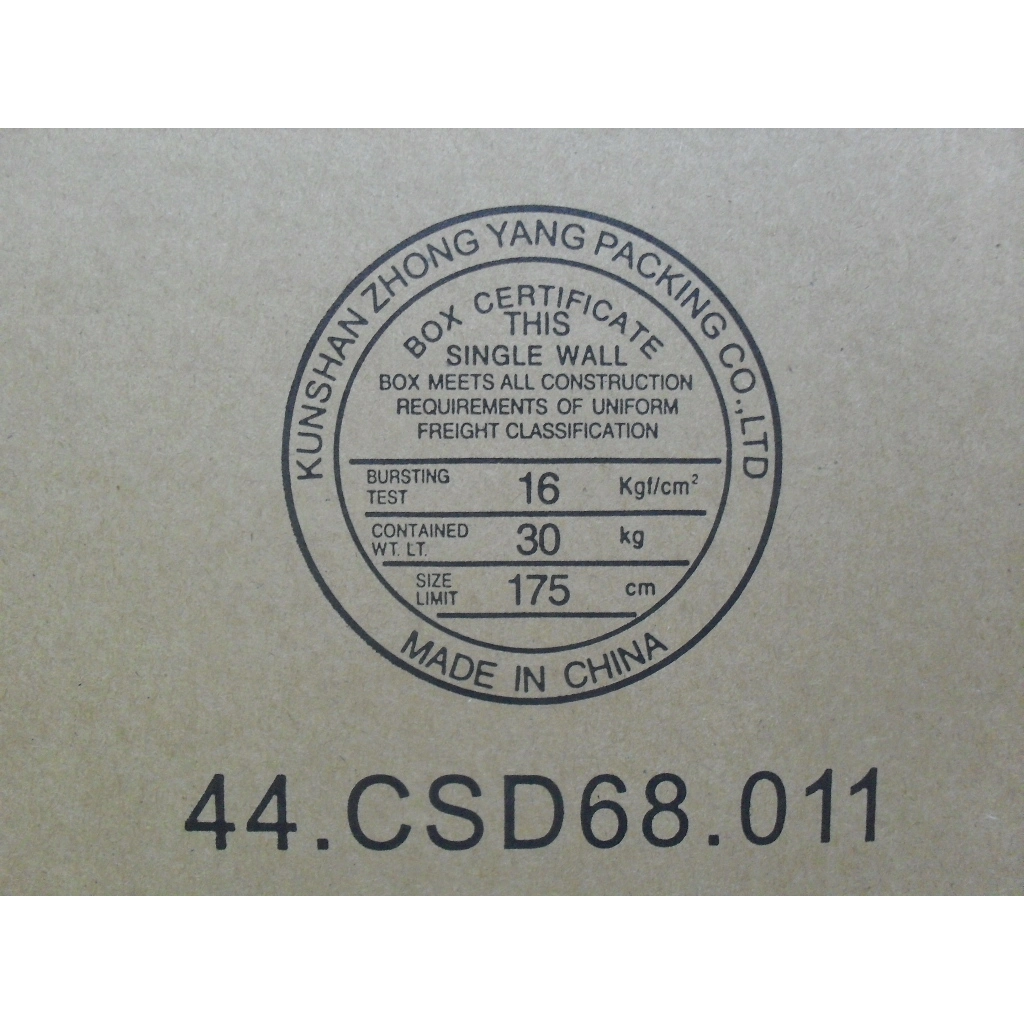 KUNSHAN ZHONG YANG PACKING CO.,LTD
BOX CERTIFICATE
THIS
SINGLE WALL
BOX MEETS ALL CONSTRUCTION
REQUIREMENTS OF UNIFORM
FREIGHT CLASSIFICATION
BURSTING TEST 16 Kgf/cm²
CONTAINED WT. LT. 30 kg
SIZE LIMIT 175 cm
MADE IN CHINA
44.CSD68.011